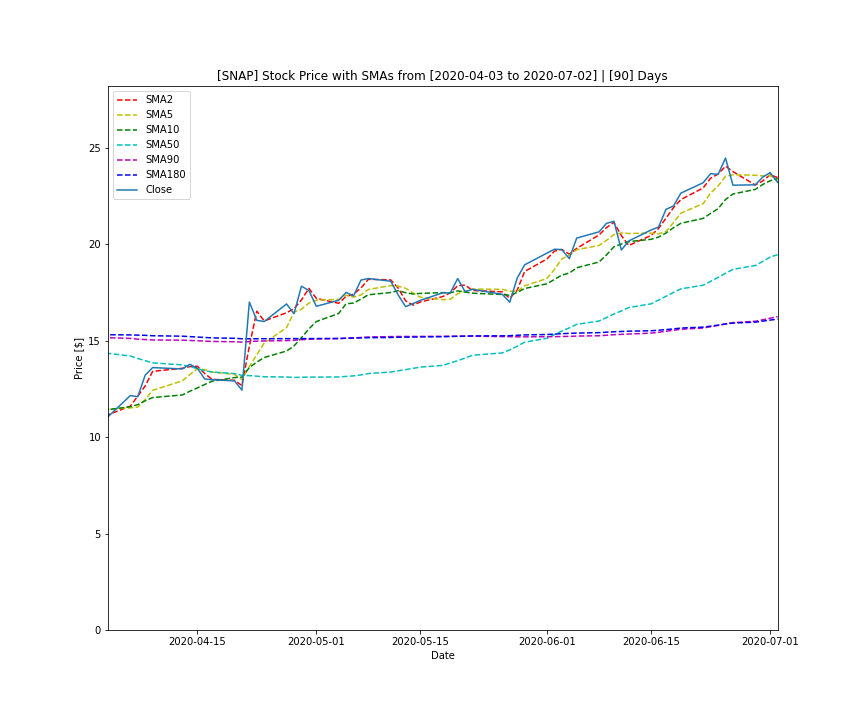 [SNAP] Stock Price with SMAs from [2020-04-03 to 2020-07-02] | [90] Days
SMA2
SMA5
SMA10
SMA50
SMA90
SMA180
Close
25
20
15
10
5
0
Price [$]
2020-04-15
2020-05-01
2020-05-15
2020-06-01
2020-06-15
2020-07-01
Date